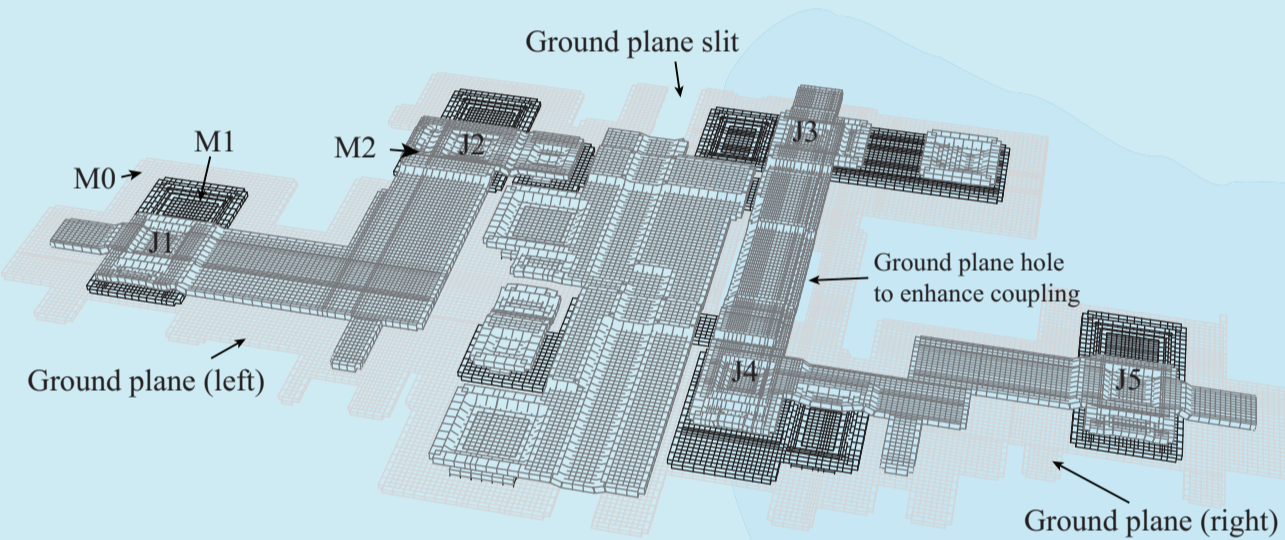 Ground plane slit
M1
M2
J2
J3
M0
J1
Ground plane hole
to enhance coupling
Ground plane (left)
J4
J5
Ground plane (right)